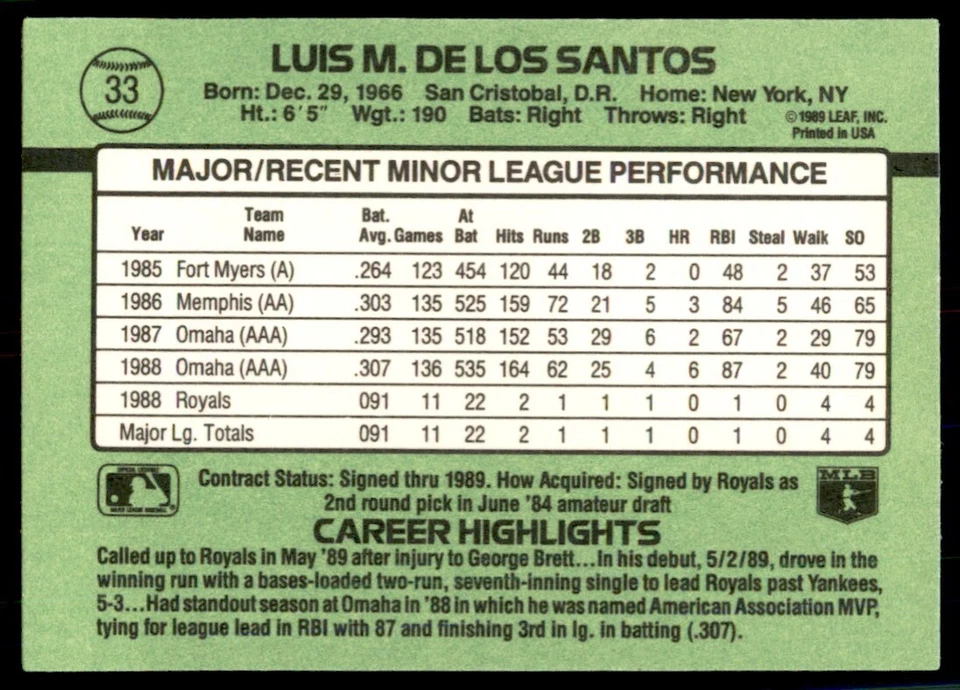 33
LUIS M. DE LOS SANTOS
Born: Dec. 29, 1966 San Cristobal, D.R. Home: New York, NY
Ht.: 6'5" Wgt.: 190 Bats: Right Throws: Right
©1989 LEAF, INC.
Printed in USA
MAJOR/RECENT MINOR LEAGUE PERFORMANCE
Year Team Name Bat. Avg. Games At Bat Hits Runs 2B 3B HR RBI Steal Walk SO
1985 Fort Myers (A) .264 123 454 120 44 18 2 0 48 2 37 53
1986 Memphis (AA) .303 135 525 159 72 21 5 3 84 5 46 65
1987 Omaha (AAA) .293 135 518 152 53 29 6 2 67 2 29 79
1988 Omaha (AAA) .307 136 535 164 62 25 4 6 87 2 40 79
1988 Royals 091 11 22 2 1 1 1 0 1 0 4 4
Major Lg. Totals 091 11 22 2 1 1 1 0 1 0 4 4
OFFICIAL LICENSEE
MAJOR LEAGUE BASEBALL
Contract Status: Signed thru 1989. How Acquired: Signed by Royals as
2nd round pick in June '84 amateur draft
MLB
CAREER HIGHLIGHTS
Called up to Royals in May '89 after injury to George Brett...In his debut, 5/2/89, drove in the
winning run with a bases-loaded two-run, seventh-inning single to lead Royals past Yankees,
5-3...Had standout season at Omaha in '88 in which he was named American Association MVP,
tying for league lead in RBI with 87 and finishing 3rd in lg. in batting (.307).